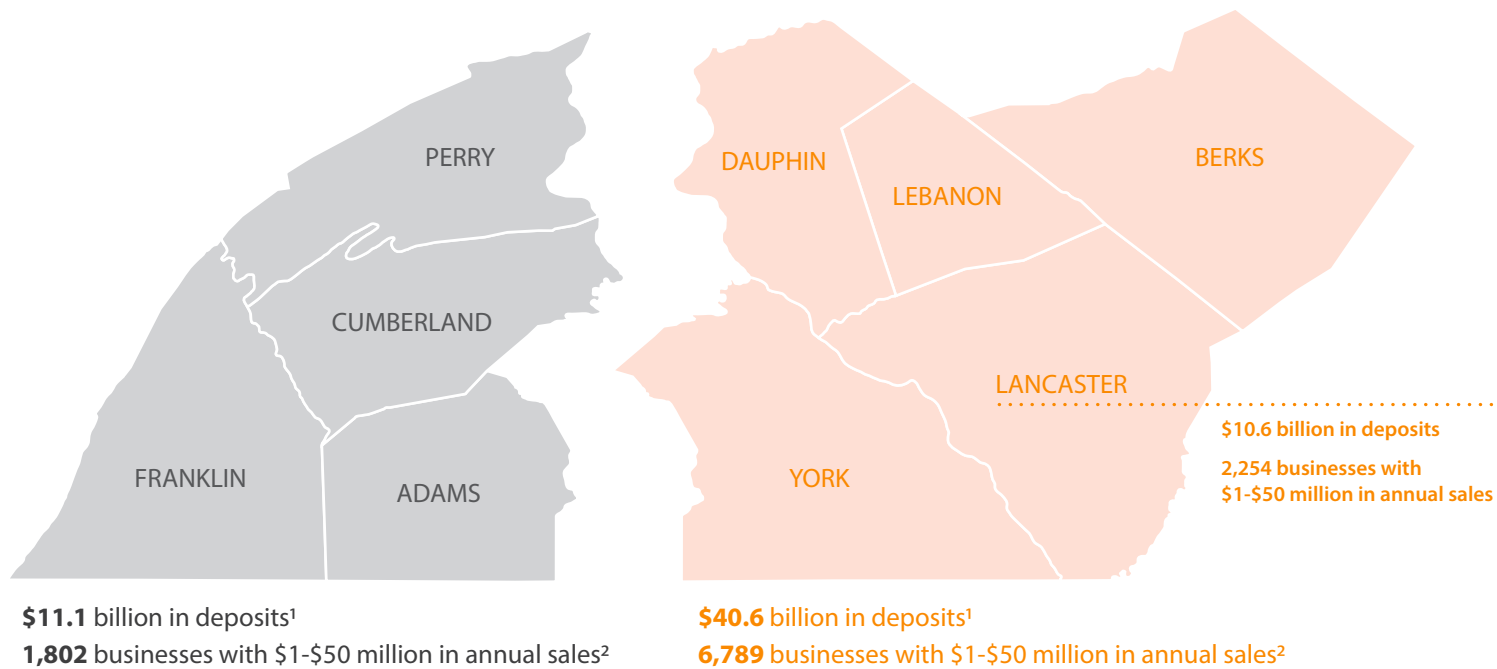 PERRY
CUMBERLAND
FRANKLIN
ADAMS
$11.1 billion in deposits¹
1,802 businesses with $1-$50 million in annual sales²
DAUPHIN
LEBANON
BERKS
LANCASTER
$10.6 billion in deposits
2,254 businesses with
$1-$50 million in annual sales
YORK
$40.6 billion in deposits¹
6,789 businesses with $1-$50 million in annual sales²